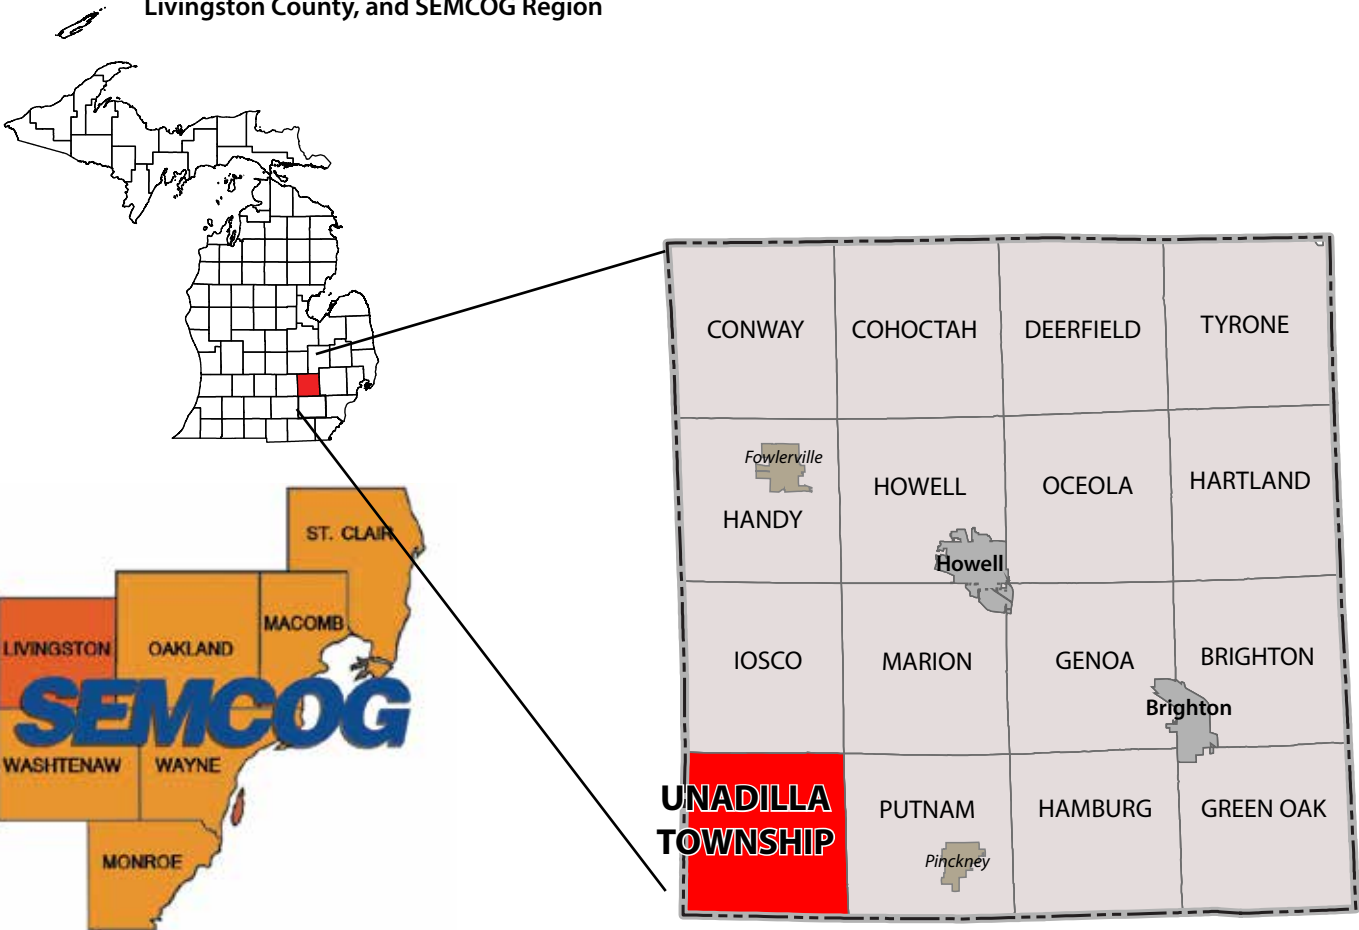 Livingston County, and SEMCOG Region
CONWAY
COHOCTAH
DEERFIELD
TYRONE
Fowlerville
HANDY
HOWELL
OCEOLA
HARTLAND
Howell
IOSCO
MARION
GENOA
BRIGHTON
Brighton
UNADILLA
TOWNSHIP
PUTNAM
HAMBURG
GREEN OAK
Pinckney
ST. CLAIR
MACOMB
LIVINGSTON
OAKLAND
SEMCOG
WASHTENAW
WAYNE
MONROE